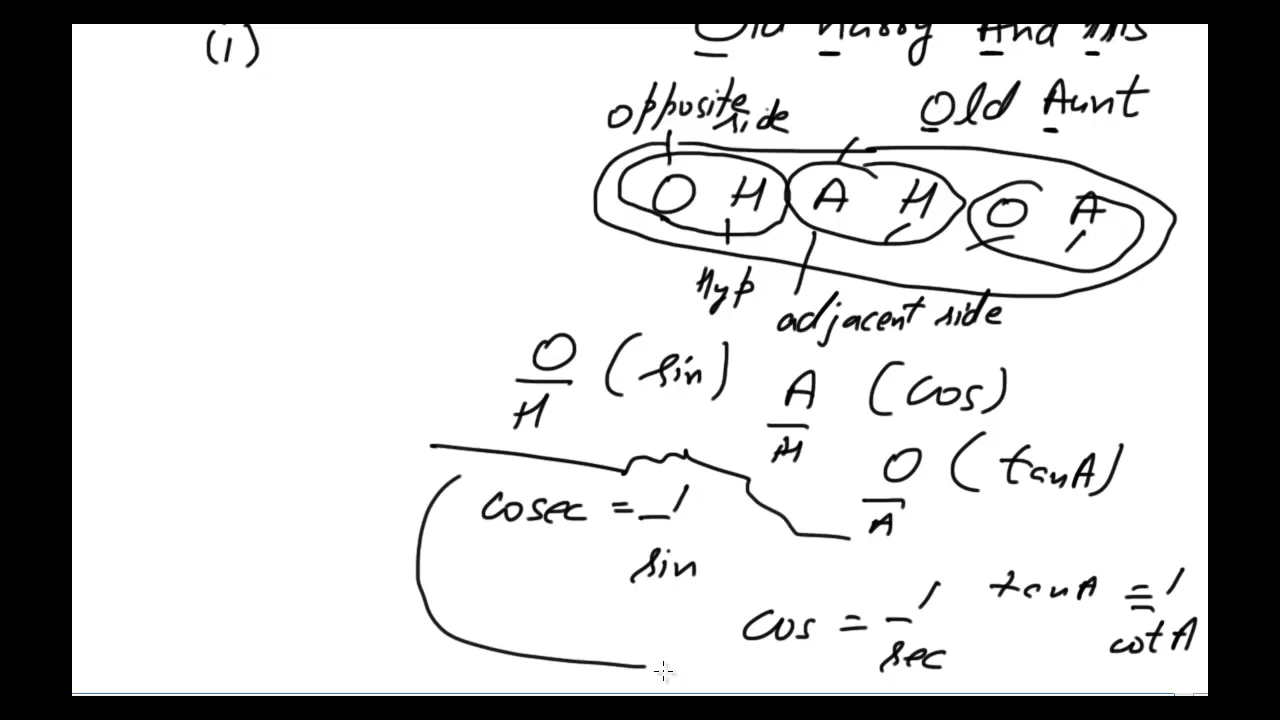 (1)
Old Harry And His
Old Aunt
opposite side
O H A H O A
Hyp
adjacent side
O/H (sin)
A/H (cos)
O/A (tanA)
cosec = 1/sin
cos = 1/sec
tanA = 1/cotA